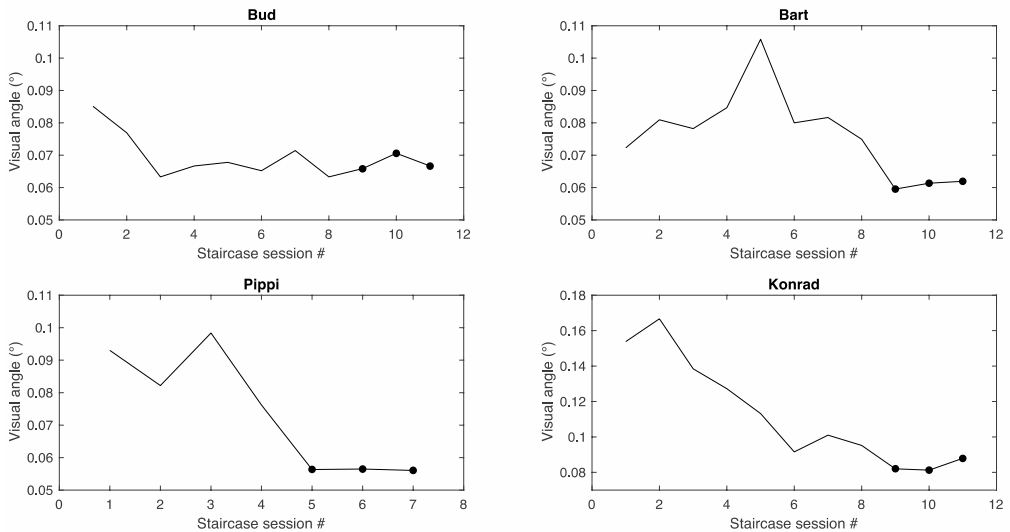 Bud
0.11
0.1
0.09
0.08
0.07
0.06
0.05
Visual angle (°)
0 2 4 6 8 10 12
Staircase session #
Bart
0.11
0.1
0.09
0.08
0.07
0.06
0.05
Visual angle (°)
0 2 4 6 8 10 12
Staircase session #
Pippi
0.11
0.1
0.09
0.08
0.07
0.06
0.05
Visual angle (°)
0 1 2 3 4 5 6 7 8
Staircase session #
Konrad
0.18
0.16
0.14
0.12
0.1
0.08
Visual angle (°)
0 2 4 6 8 10 12
Staircase session #